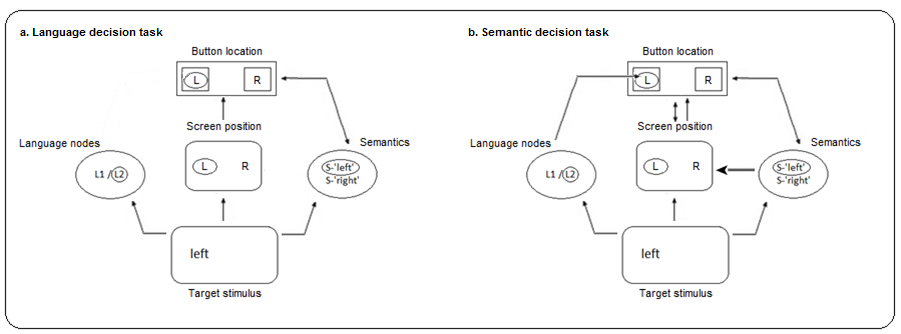 a. Language decision task
Button location
L R
Screen position
Language nodes
Semantics
L1 /L2
L R
S-'left'
S-'right'
left
Target stimulus
b. Semantic decision task
Button location
L R
Screen position
Language nodes
Semantics
L1 /L2
L R
S-'left'
S-'right'
left
Target stimulus